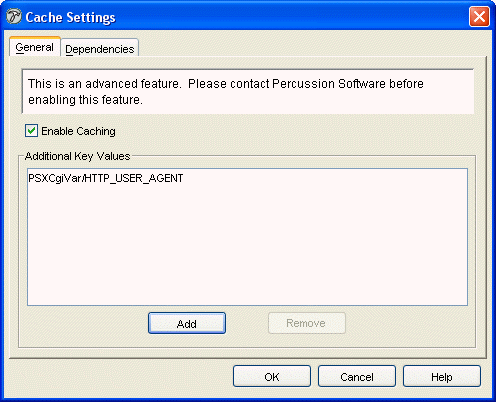 Cache Settings
General
Dependencies
This is an advanced feature.  Please contact Percussion Software before
enabling this feature.
Enable Caching
Additional Key Values
PSXCgiVar/HTTP_USER_AGENT
Add
Remove
OK
Cancel
Help